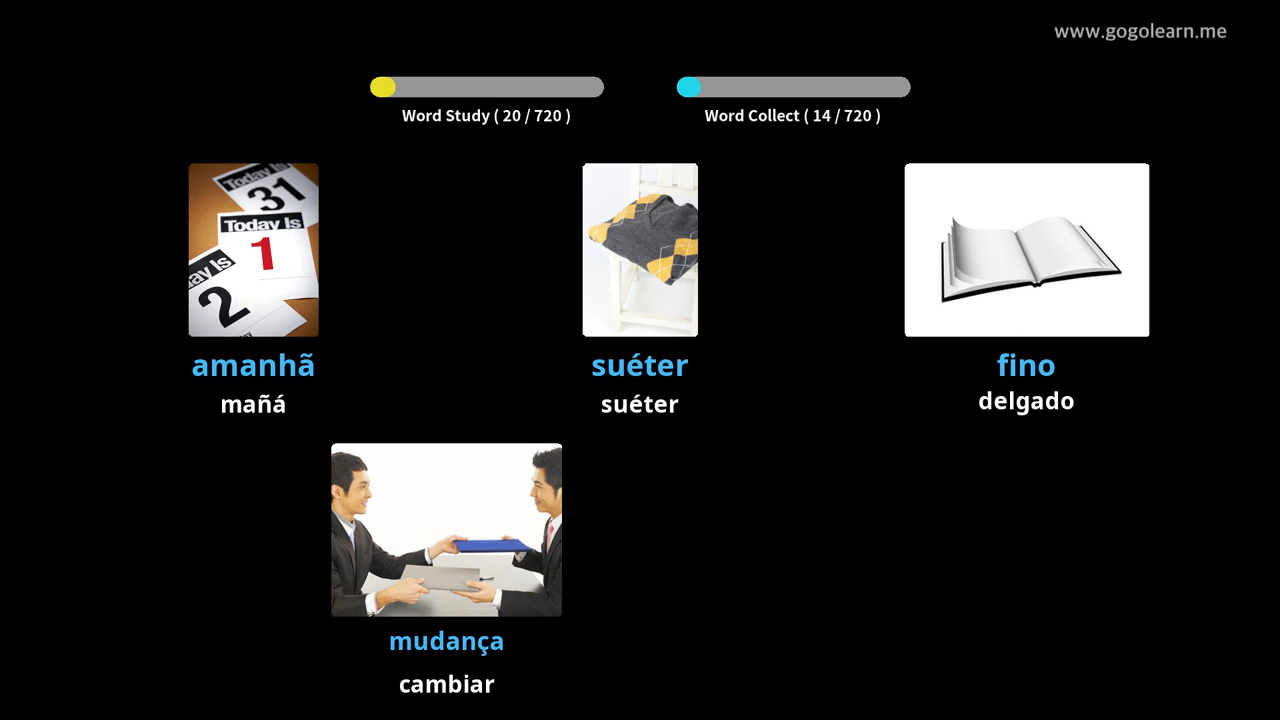 www.gogolearn.me
Word Study ( 20 / 720 )
Word Collect ( 14 / 720 )
Today Is
31
Today Is
1
ay Is
2
amanhã
suéter
fino
mañá
suéter
delgado
mudança
cambiar